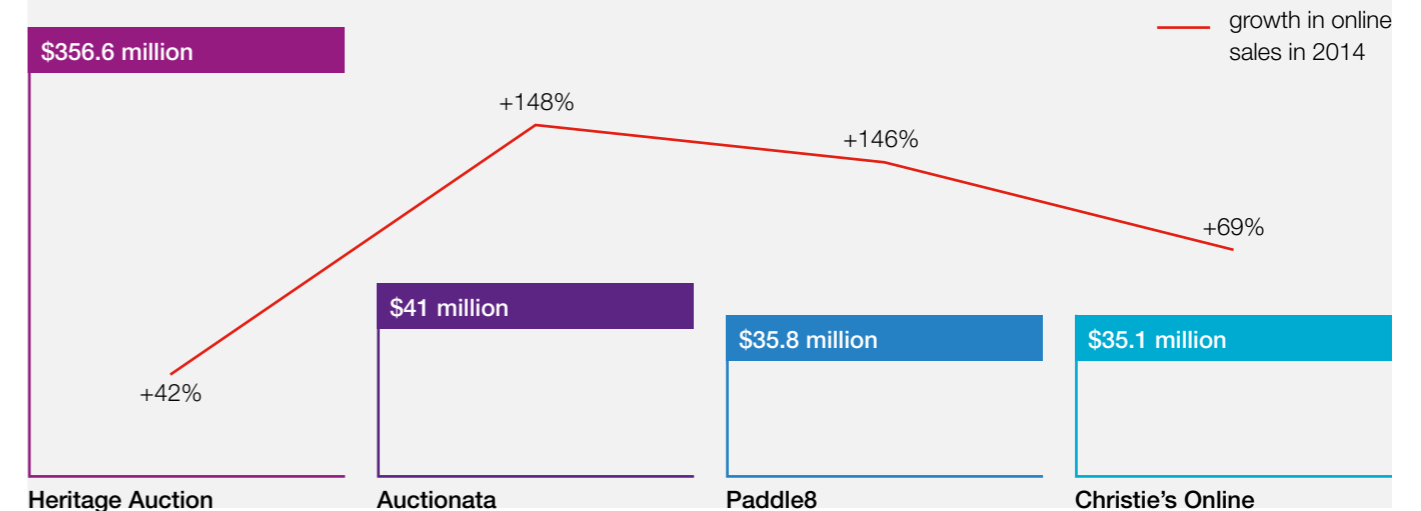 growth in online
sales in 2014
$356.6 million
+148%
+146%
+69%
$41 million
$35.8 million
$35.1 million
+42%
Heritage Auction
Auctionata
Paddle8
Christie’s Online